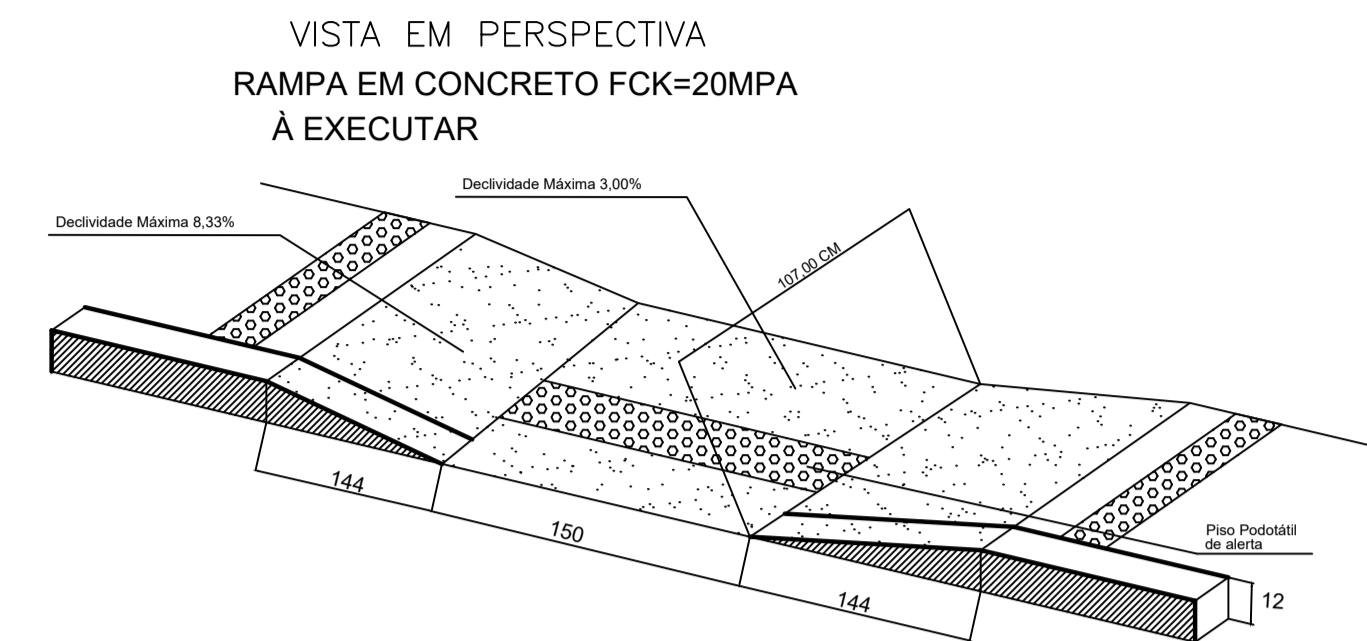 VISTA EM PERSPECTIVA
RAMPA EM CONCRETO FCK=20MPA
À EXECUTAR
Declividade Máxima 3,00%
Declividade Máxima 8,33%
107,00 CM
144
150
144
Piso Podotátil
de alerta
12